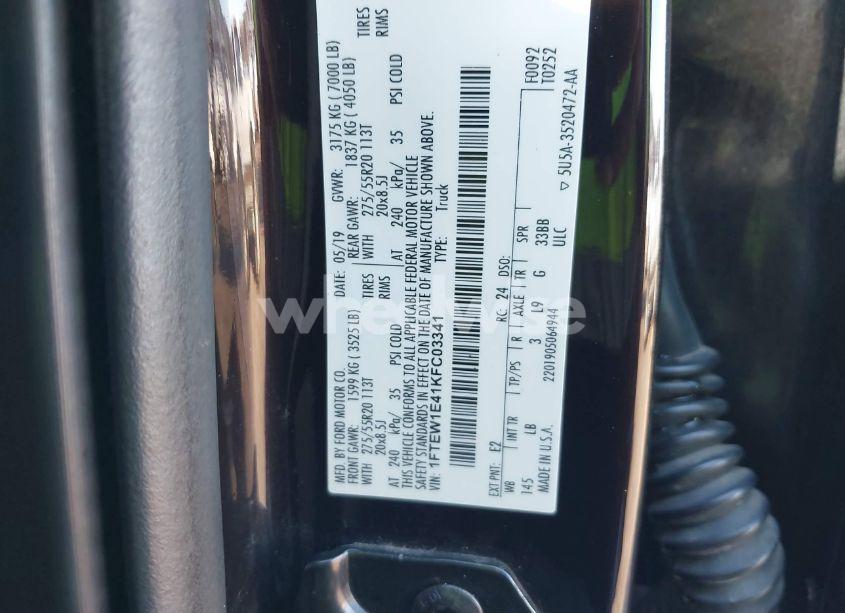 MFD. BY FORD MOTOR CO. DATE: 05/19 GVWR: 3175 KG ( 7000 LB)
FRONT GAWR: 1599 KG ( 3525 LB) REAR GAWR: 1837 KG ( 4050 LB)
WITH 275/55R20 113T WITH 275/55R20 113T TIRES
20x8.5J RIMS 20x8.5J RIMS
AT 240 kPa/ 35 PSI COLD AT 240 kPa/ 35 PSI COLD
THIS VEHICLE CONFORMS TO ALL APPLICABLE FEDERAL MOTOR VEHICLE
SAFETY STANDARDS IN EFFECT ON THE DATE OF MANUFACTURE SHOWN ABOVE.
VIN: 1FTEW1E41KFC03341 TYPE: Truck
EXT PNT: E2 RC: 24 DSO: F0092
WB INT TR TP/PS R AXLE TR SPR T0252
145 LB 3 L9 G 33BB
MADE IN U.S.A. 2201905064944 ULC ▽ 5U5A-3520472-AA
wheelwise